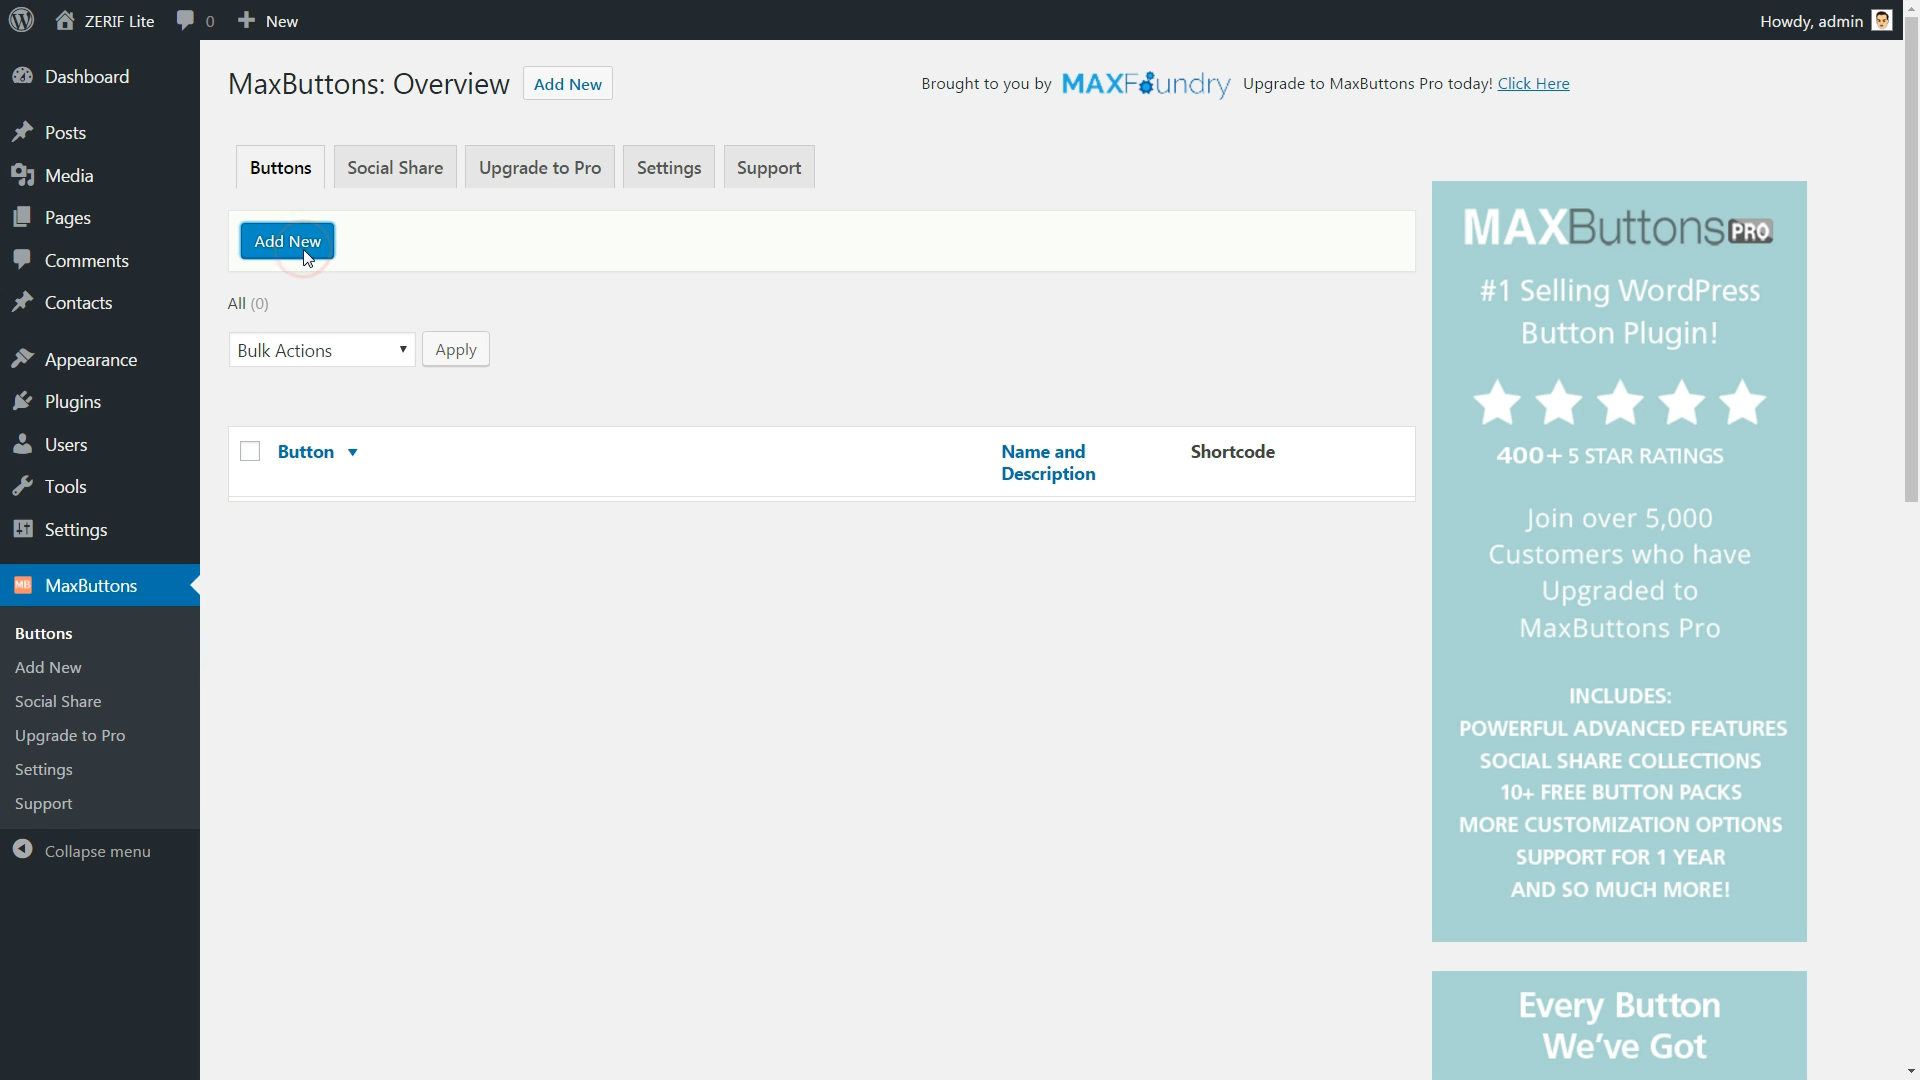 ZERIF Lite
0
New
Howdy, admin
Dashboard
Posts
Media
Pages
Comments
Contacts
Appearance
Plugins
Users
Tools
Settings
MB
MaxButtons
Buttons
Add New
Social Share
Upgrade to Pro
Settings
Support
Collapse menu
MaxButtons: Overview
Add New
Brought to you by MAXFoundry Upgrade to MaxButtons Pro today! Click Here
Buttons
Social Share
Upgrade to Pro
Settings
Support
Add New
All (0)
Bulk Actions
Apply
Button
Name and
Description
Shortcode
MAXButtons PRO
#1 Selling WordPress
Button Plugin!
400+ 5 STAR RATINGS
Join over 5,000
Customers who have
Upgraded to
MaxButtons Pro
INCLUDES:
POWERFUL ADVANCED FEATURES
SOCIAL SHARE COLLECTIONS
10+ FREE BUTTON PACKS
MORE CUSTOMIZATION OPTIONS
SUPPORT FOR 1 YEAR
AND SO MUCH MORE!
Every Button
We've Got